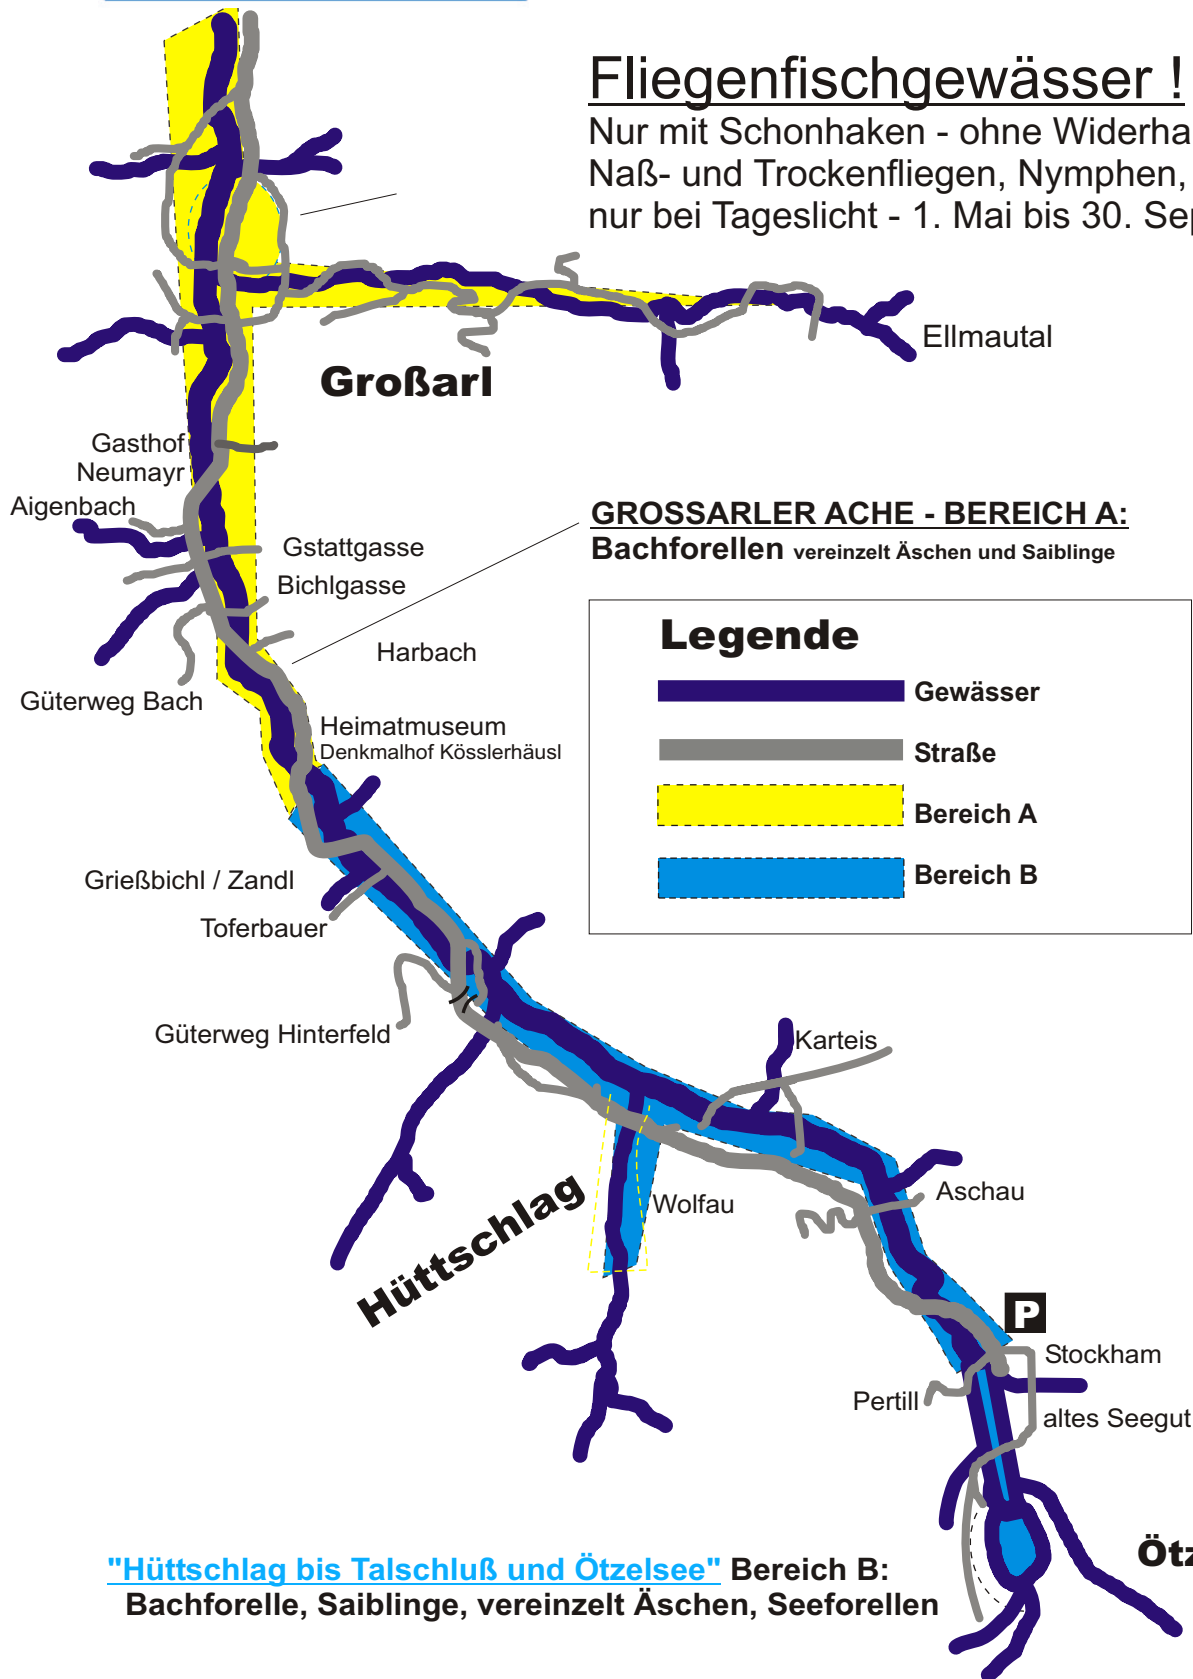 Fliegenfischgewässer !
Nur mit Schonhaken - ohne Widerha
Naß- und Trockenfliegen, Nymphen,
nur bei Tageslicht - 1. Mai bis 30. Sep
Ellmautal
Großarl
Gasthof
Neumayr
Aigenbach
GROSSARLER ACHE - BEREICH A:
Bachforellen vereinzelt Äschen und Saiblinge
Gstattgasse
Bichlgasse
Harbach
Güterweg Bach
Heimatmuseum
Denkmalhof Kösslerhäusl
Legende
Gewässer
Straße
Bereich A
Bereich B
Grießbichl / Zandl
Toferbauer
Güterweg Hinterfeld
Karteis
Hüttschlag
Wolfau
Aschau
P
Stockham
Pertill
altes Seegut
Ötz
"Hüttschlag bis Talschluß und Ötzelsee" Bereich B:
Bachforelle, Saiblinge, vereinzelt Äschen, Seeforellen